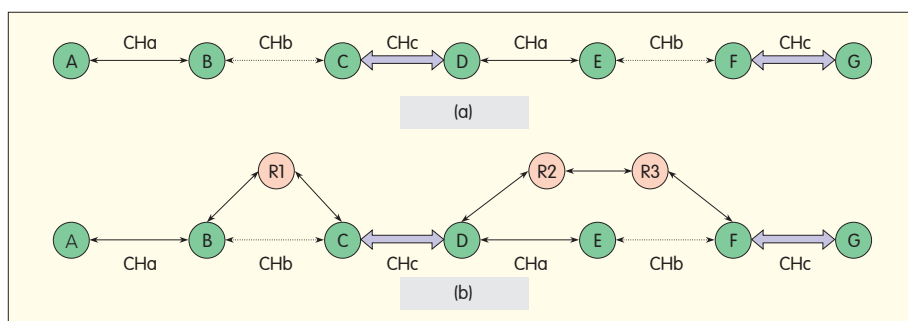 CHa CHb CHc CHa CHb CHc
A B C D E F G
(a)
R1 R2 R3
A B C D E F G
CHa CHb CHc CHa CHb CHc
(b)